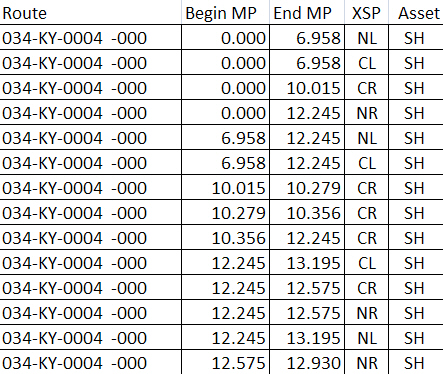 Route Begin MP End MP XSP Asset
034-KY-0004 -000 0.000 6.958 NL SH
034-KY-0004 -000 0.000 6.958 CL SH
034-KY-0004 -000 0.000 10.015 CR SH
034-KY-0004 -000 0.000 12.245 NR SH
034-KY-0004 -000 6.958 12.245 NL SH
034-KY-0004 -000 6.958 12.245 CL SH
034-KY-0004 -000 10.015 10.279 CR SH
034-KY-0004 -000 10.279 10.356 CR SH
034-KY-0004 -000 10.356 12.245 CR SH
034-KY-0004 -000 12.245 13.195 CL SH
034-KY-0004 -000 12.245 12.575 CR SH
034-KY-0004 -000 12.245 12.575 NR SH
034-KY-0004 -000 12.245 13.195 NL SH
034-KY-0004 -000 12.575 12.930 NR SH